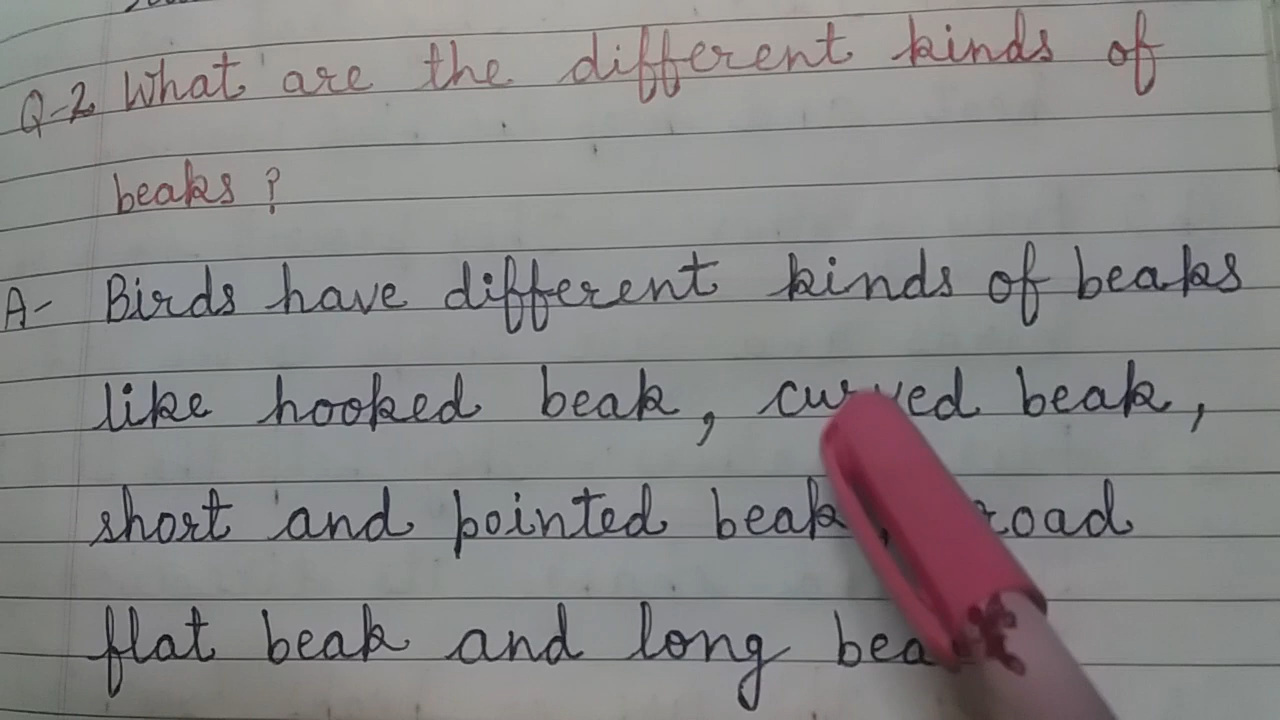 Q-2 What are the different kinds of
beaks?
A- Birds have different kinds of beaks
like hooked beak, curved beak,
short and pointed beak,
flat beak and long